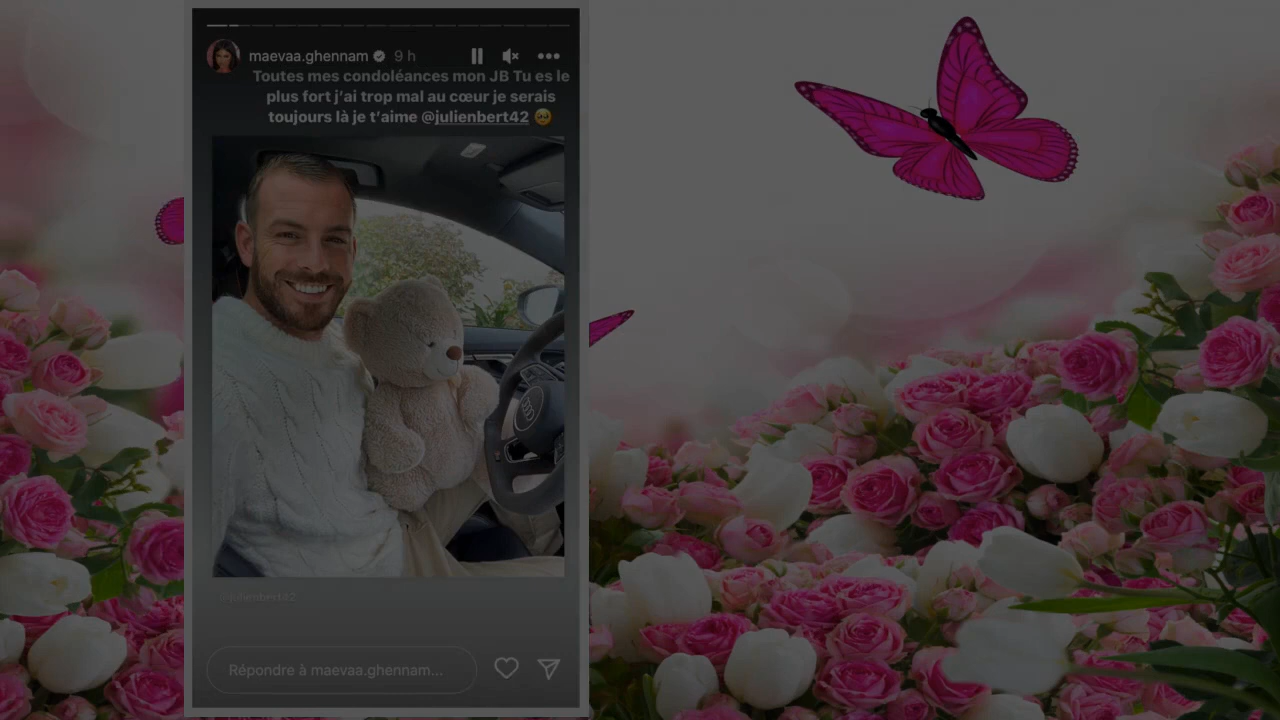 maevaa.ghennam 9 h
Toutes mes condoléances mon JB Tu es le
plus fort j'ai trop mal au cœur je serais
toujours là je t'aime @julienbert42 🥹
@julienbert42
Répondre à maevaa.ghennam...